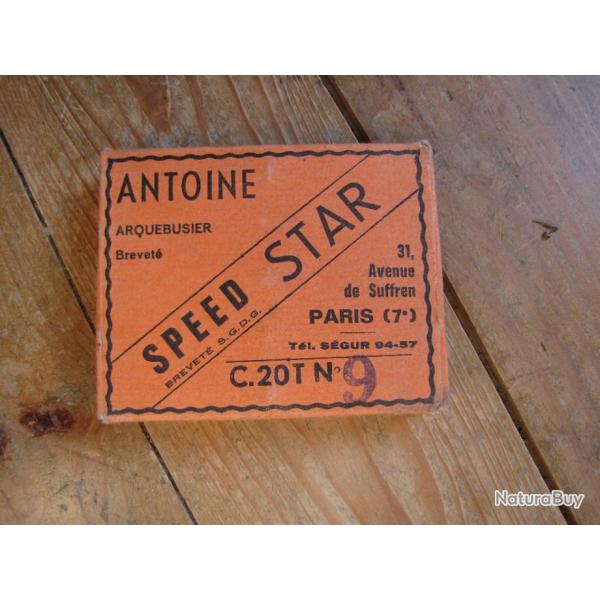 ANTOINE
ARQUEBUSIER
Breveté
SPEED STAR
BREVETÉ S.G.D.G.
31,
Avenue
de Suffren
PARIS (7e)
Tél. SÉGUR 94-57
C.20T No 9
NaturaBuy